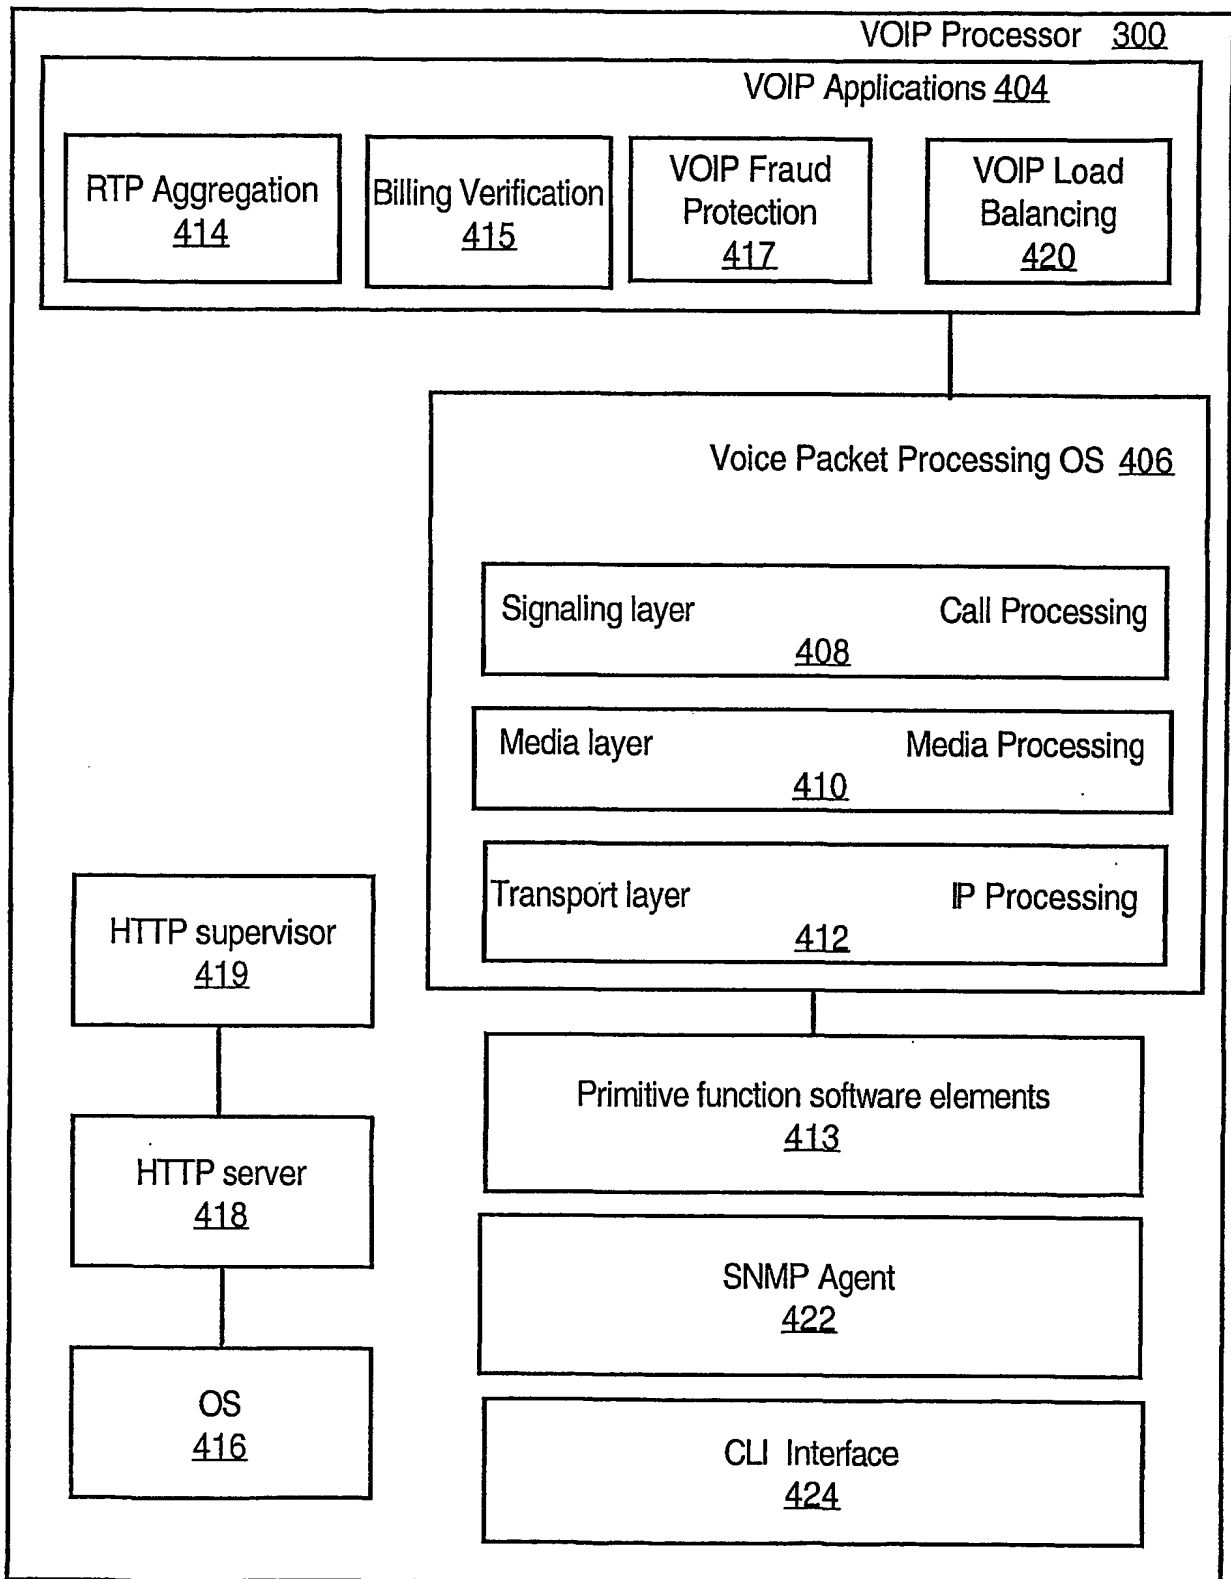 VOIP Processor 300
VOIP Applications 404
RTP Aggregation
414
Billing Verification
415
VOIP Fraud
Protection
417
VOIP Load
Balancing
420
Voice Packet Processing OS 406
Signaling layer Call Processing
408
Media layer Media Processing
410
Transport layer IP Processing
412
HTTP supervisor
419
Primitive function software elements
413
HTTP server
418
SNMP Agent
422
OS
416
CLI Interface
424